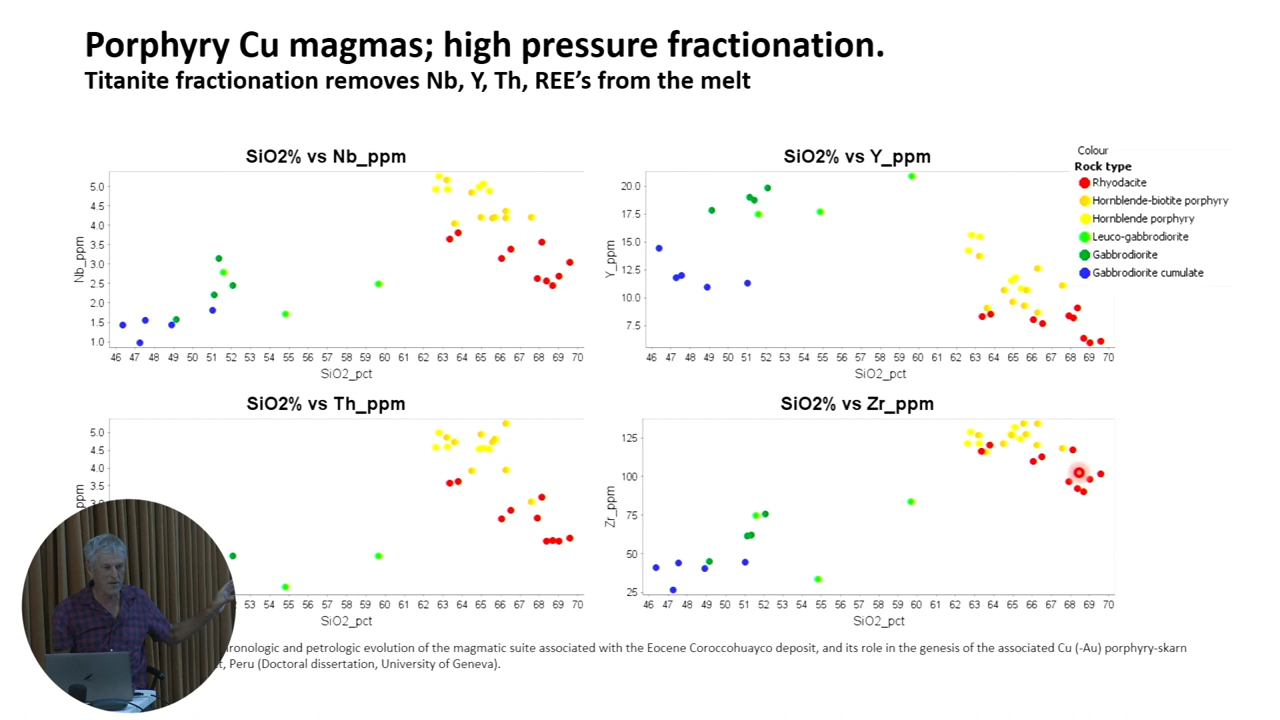 Porphyry Cu magmas; high pressure fractionation.
Titanite fractionation removes Nb, Y, Th, REE's from the melt
SiO2% vs Nb_ppm
Nb_ppm
5.0
4.5
4.0
3.5
3.0
2.5
2.0
1.5
1.0
46 47 48 49 50 51 52 53 54 55 56 57 58 59 60 61 62 63 64 65 66 67 68 69 70
SiO2_pct
SiO2% vs Y_ppm
Y_ppm
20.0
17.5
15.0
12.5
10.0
7.5
46 47 48 49 50 51 52 53 54 55 56 57 58 59 60 61 62 63 64 65 66 67 68 69 70
SiO2_pct
Colour
Rock type
Rhyodacite
Hornblende-biotite porphyry
Hornblende porphyry
Leuco-gabbrodiorite
Gabbrodiorite
Gabbrodiorite cumulate
SiO2% vs Th_ppm
5.0
4.5
4.0
3.5
53 54 55 56 57 58 59 60 61 62 63 64 65 66 67 68 69 70
SiO2_pct
SiO2% vs Zr_ppm
Zr_ppm
125
100
75
50
25
46 47 48 49 50 51 52 53 54 55 56 57 58 59 60 61 62 63 64 65 66 67 68 69 70
SiO2_pct
ronologic and petrologic evolution of the magmatic suite associated with the Eocene Coroccohuayco deposit, and its role in the genesis of the associated Cu (-Au) porphyry-skarn
t, Peru (Doctoral dissertation, University of Geneva).